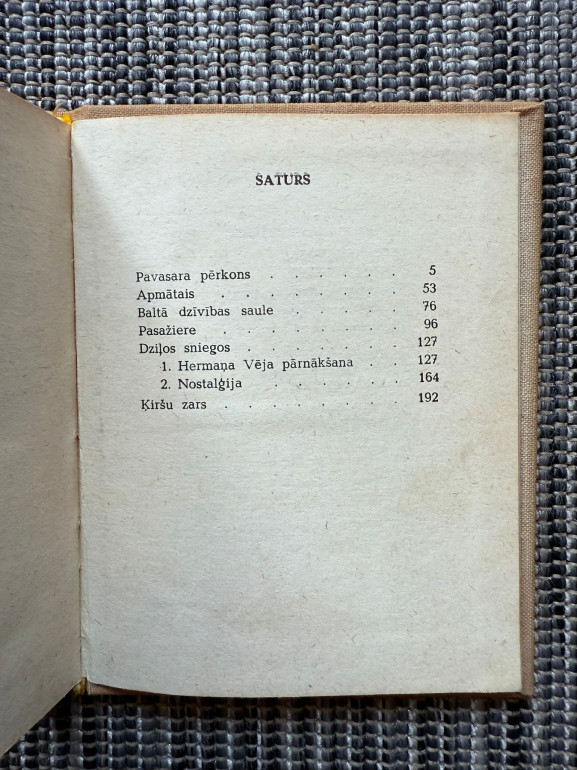 SATURS
Pavasara pērkons . . . . . . 5
Apmātais . . . . . . . 53
Baltā dzīvības saule . . . . . 76
Pasažiere . . . . . . . 96
Dziļos sniegos . . . . . . 127
1. Hermaņa Vēja pārnākšana . . 127
2. Nostalģija . . . . . 164
Ķiršu zars . . . . . . . 192